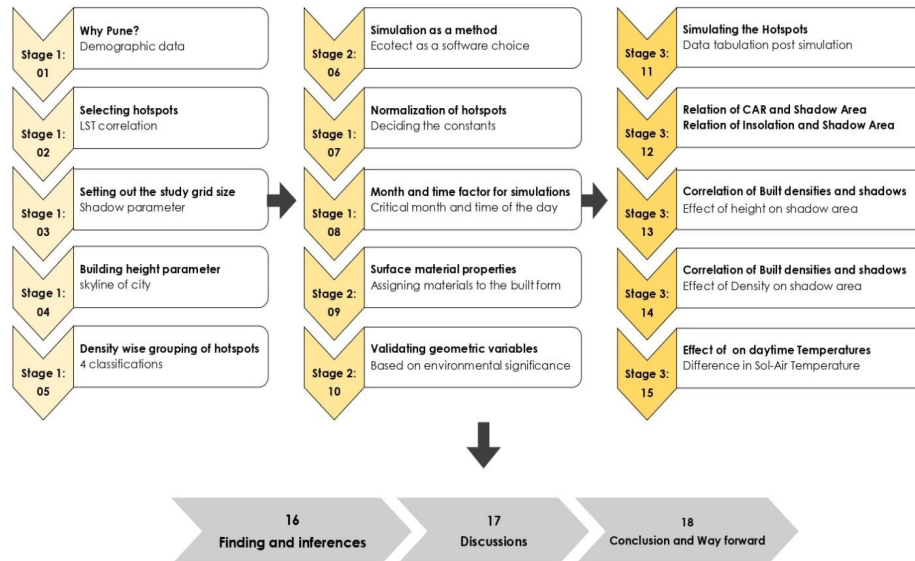 Stage 1:
01
Why Pune?
Demographic data
Stage 1:
02
Selecting hotspots
LST correlation
Stage 1:
03
Setting out the study grid size
Shadow parameter
Stage 1:
04
Building height parameter
skyline of city
Stage 1:
05
Density wise grouping of hotspots
4 classifications
Stage 2:
06
Simulation as a method
Ecotect as a software choice
Stage 1:
07
Normalization of hotspots
Deciding the constants
Stage 1:
08
Month and time factor for simulations
Critical month and time of the day
Stage 2:
09
Surface material properties
Assigning materials to the built form
Stage 2:
10
Validating geometric variables
Based on environmental significance
Stage 3:
11
Simulating the Hotspots
Data tabulation post simulation
Stage 3:
12
Relation of CAR and Shadow Area
Relation of Insolation and Shadow Area
Stage 3:
13
Correlation of Built densities and shadows
Effect of height on shadow area
Stage 3:
14
Correlation of Built densities and shadows
Effect of Density on shadow area
Stage 3:
15
Effect of on daytime Temperatures
Difference in Sol-Air Temperature
16
Finding and inferences
17
Discussions
18
Conclusion and Way forward